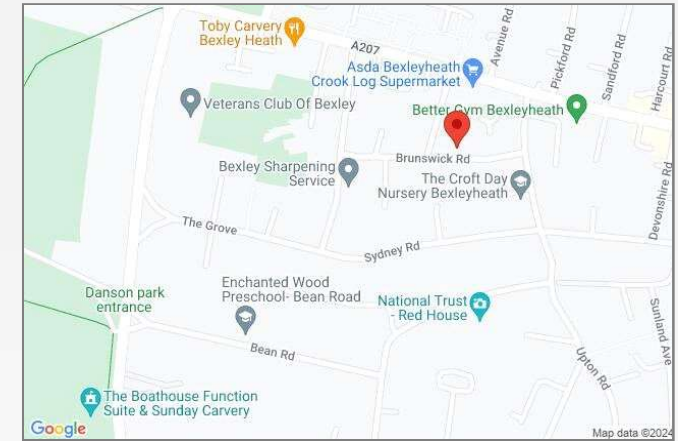 Toby Carvery
Bexley Heath
A207
Avenue Rd
Pickford Rd
Sandford Rd
Harcourt Rd
Asda Bexleyheath
Crook Log Supermarket
Veterans Club Of Bexley
Better Gym Bexleyheath
Brunswick Rd
Bexley Sharpening
Service
The Croft Day
Nursery Bexleyheath
Devonshire Rd
The Grove
Sydney Rd
Enchanted Wood
Preschool- Bean Road
Danson park
entrance
National Trust
- Red House
Sunland Ave
Bean Rd
Upton Rd
The Boathouse Function
Suite & Sunday Carvery
Google
Map data ©2024